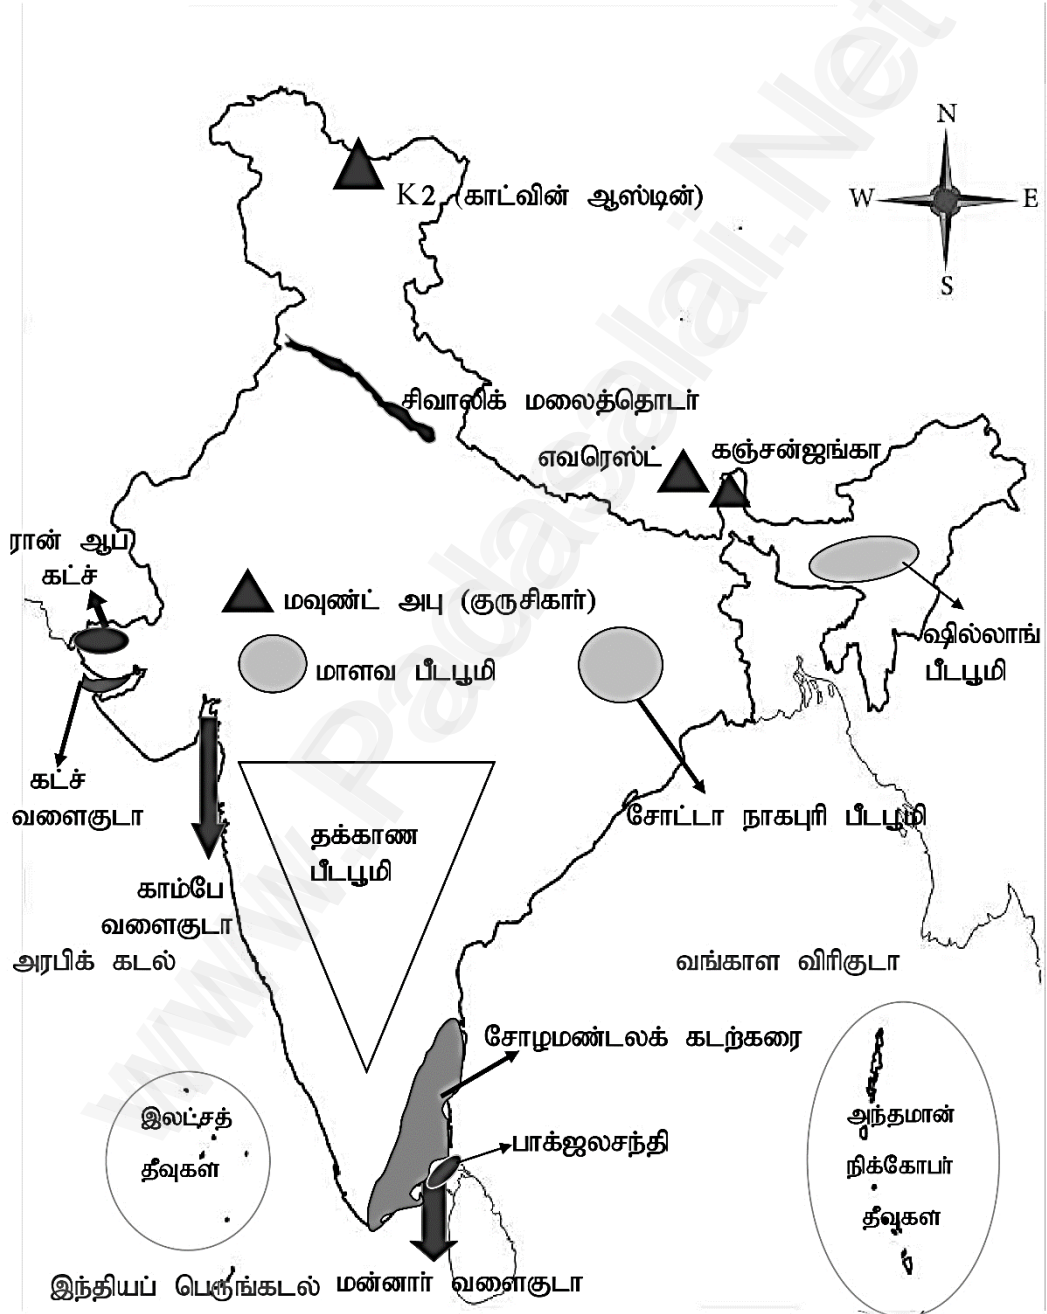 N
W
E
S
K2 (காட்வின் ஆஸ்டின்)
சிவாலிக் மலைத்தொடர்
எவரெஸ்ட்
கஞ்சன்ஜங்கா
ரான் ஆப்
கட்ச்
மவுண்ட் அபு (குருசிகார்)
மாளவ பீடபூமி
ஷில்லாங்
பீடபூமி
கட்ச்
வளைகுடா
சோட்டா நாகபுரி பீடபூமி
தக்காண
பீடபூமி
காம்பே
வளைகுடா
அரபிக் கடல்
வங்காள விரிகுடா
சோழமண்டலக் கடற்கரை
இலட்சத்
தீவுகள்
பாக்ஜலசந்தி
அந்தமான்
நிக்கோபர்
தீவுகள்
இந்தியப் பெருங்கடல்
மன்னார் வளைகுடா
www.Padasalai.Net